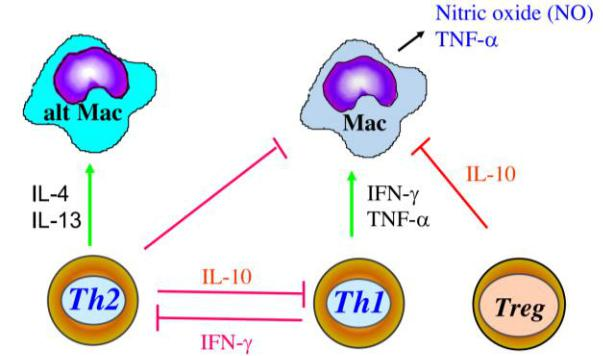 Nitric oxide (NO)
TNF-α
alt Mac
Mac
IL-4
IL-13
IFN-γ
TNF-α
IL-10
Th2
IL-10
IFN-γ
Th1
Treg